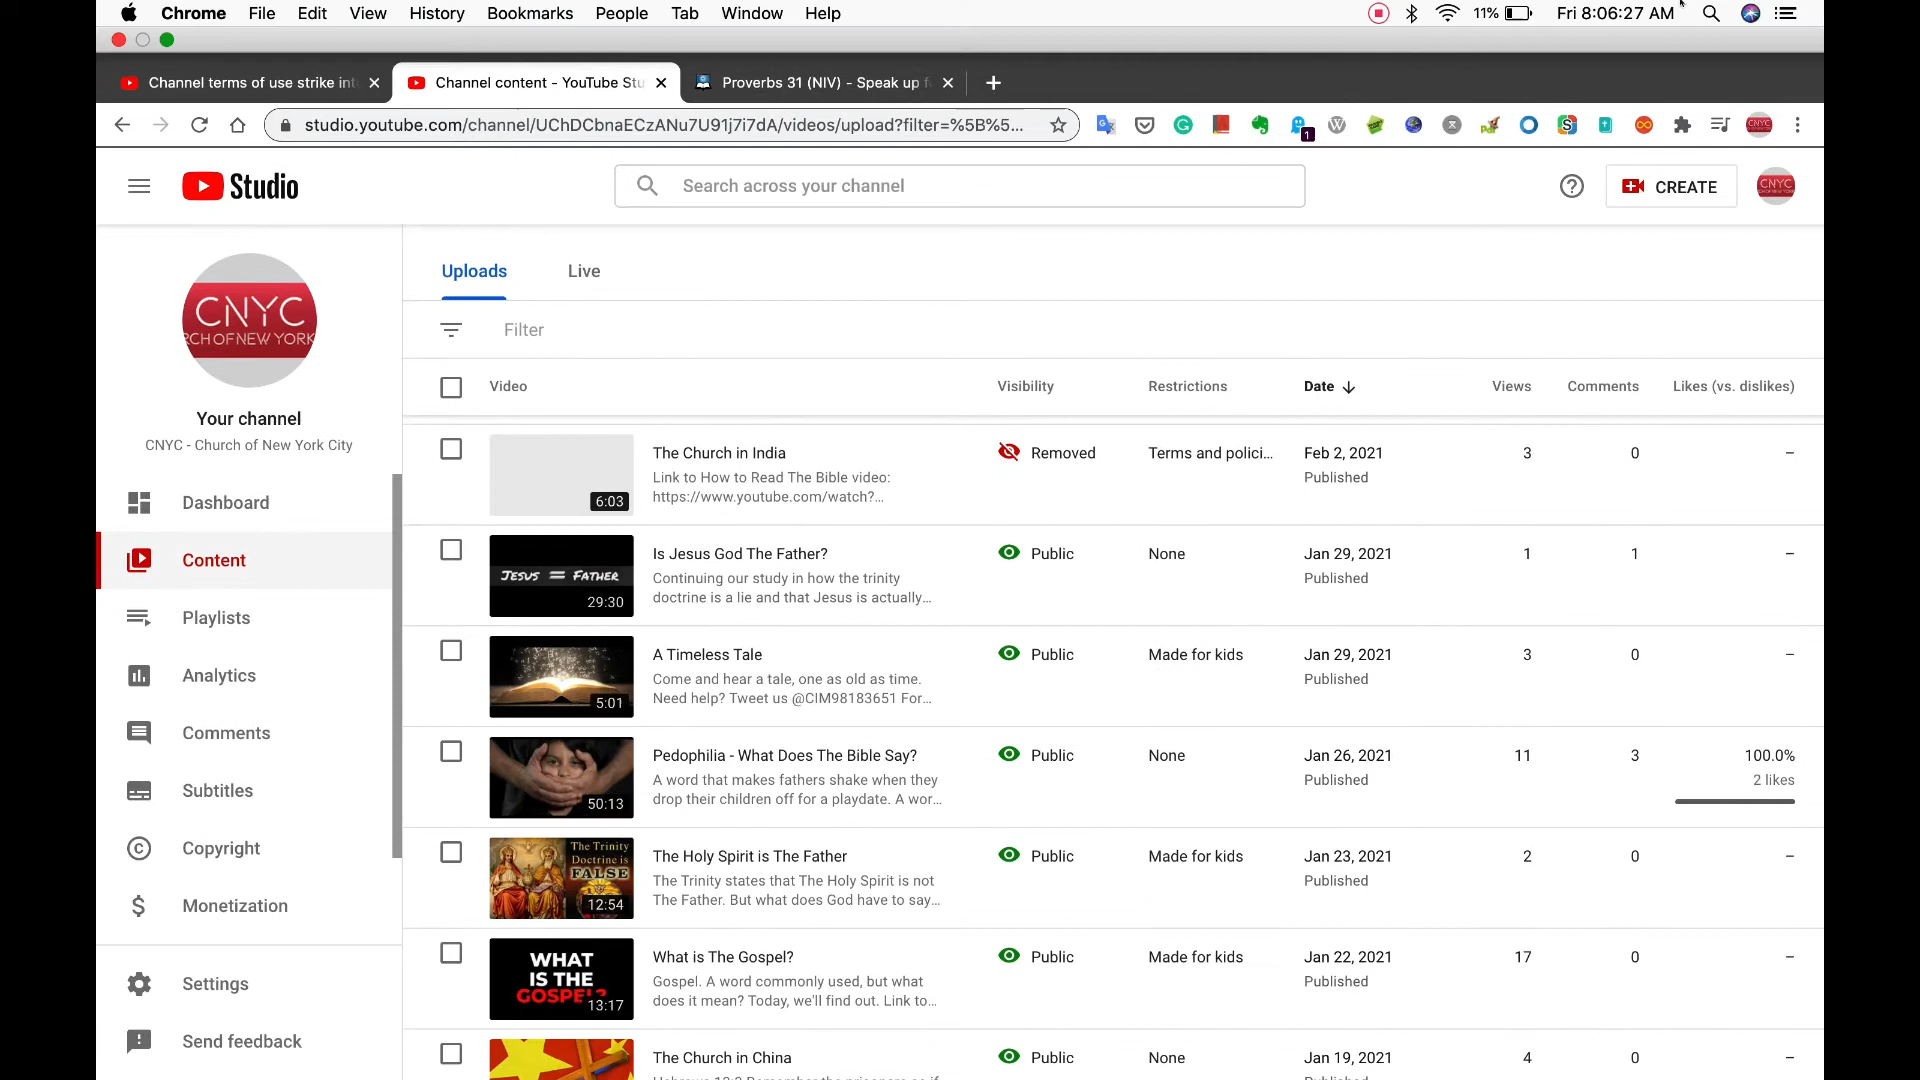 Chrome File Edit View History Bookmarks People Tab Window Help 11% Fri 8:06:27 AM
Channel terms of use strike int Channel content - YouTube Stu Proverbs 31 (NIV) - Speak up f
studio.youtube.com/channel/UChDCbnaECzANu7U91j7i7dA/videos/upload?filter=%5B%5... 1
Studio Search across your channel CREATE CNYC
Uploads Live
Filter
CNYC
RCH OF NEW YORK
Your channel
CNYC - Church of New York City
Dashboard
Content
Playlists
Analytics
Comments
Subtitles
Copyright
Monetization
Settings
Send feedback
Video Visibility Restrictions Date Views Comments Likes (vs. dislikes)
The Church in India Removed Terms and polici... Feb 2, 2021 3 0 –
Link to How to Read The Bible video: Published
https://www.youtube.com/watch?...
6:03
Is Jesus God The Father? Public None Jan 29, 2021 1 1 –
Continuing our study in how the trinity Published
doctrine is a lie and that Jesus is actually...
JESUS = FATHER
29:30
A Timeless Tale Public Made for kids Jan 29, 2021 3 0 –
Come and hear a tale, one as old as time. Published
Need help? Tweet us @CIM98183651 For...
5:01
Pedophilia - What Does The Bible Say? Public None Jan 26, 2021 11 3 100.0%
A word that makes fathers shake when they Published 2 likes
drop their children off for a playdate. A wor...
50:13
The Holy Spirit is The Father Public Made for kids Jan 23, 2021 2 0 –
The Trinity states that The Holy Spirit is not Published
The Father. But what does God have to say...
The Trinity
Doctrine is
FALSE
12:54
What is The Gospel? Public Made for kids Jan 22, 2021 17 0 –
Gospel. A word commonly used, but what Published
does it mean? Today, we'll find out. Link to...
WHAT
IS THE
GOSPEL?
13:17
The Church in China Public None Jan 19, 2021 4 0 –